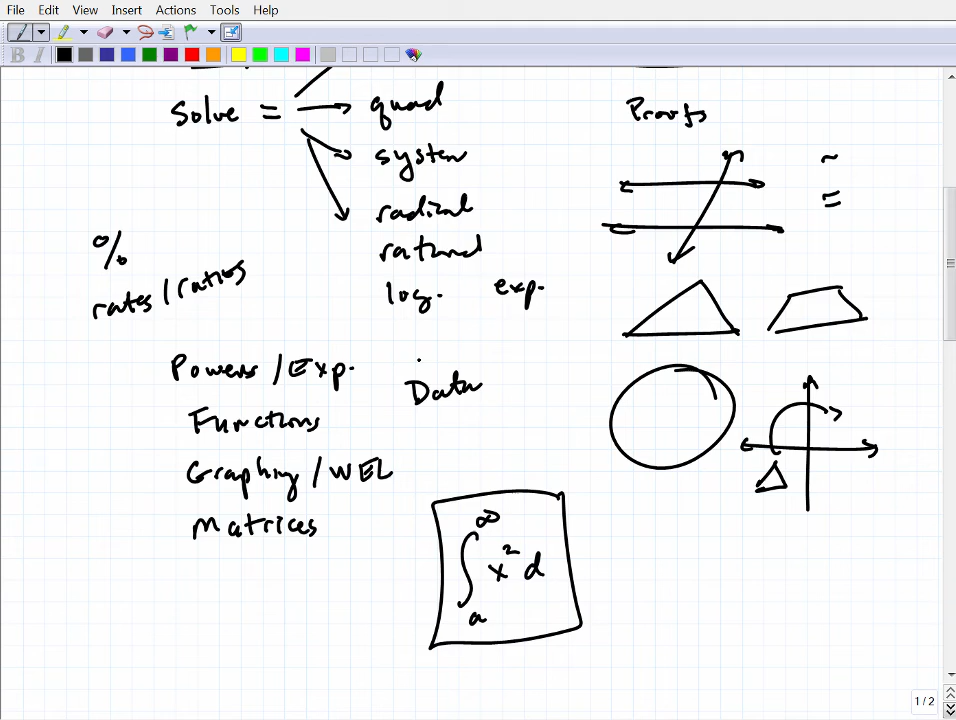 File Edit View Insert Actions Tools Help
B I
Solve =
quad
system
radical
rational
log. exp.
%
rates / ratios
Powers / Exp.
Data
Functions
Graphing / WEL
Matrices
∞
∫ x² d
a
Proofs
~
=
1 / 2